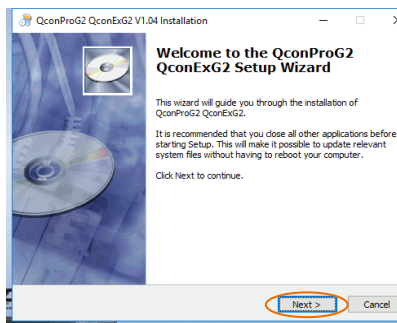 QconProG2 QconExG2 V1.04 Installation
Welcome to the QconProG2
QconExG2 Setup Wizard
This wizard will guide you through the installation of
QconProG2 QconExG2.
It is recommended that you close all other applications before
starting Setup. This will make it possible to update relevant
system files without having to reboot your computer.
Click Next to continue.
Next >
Cancel